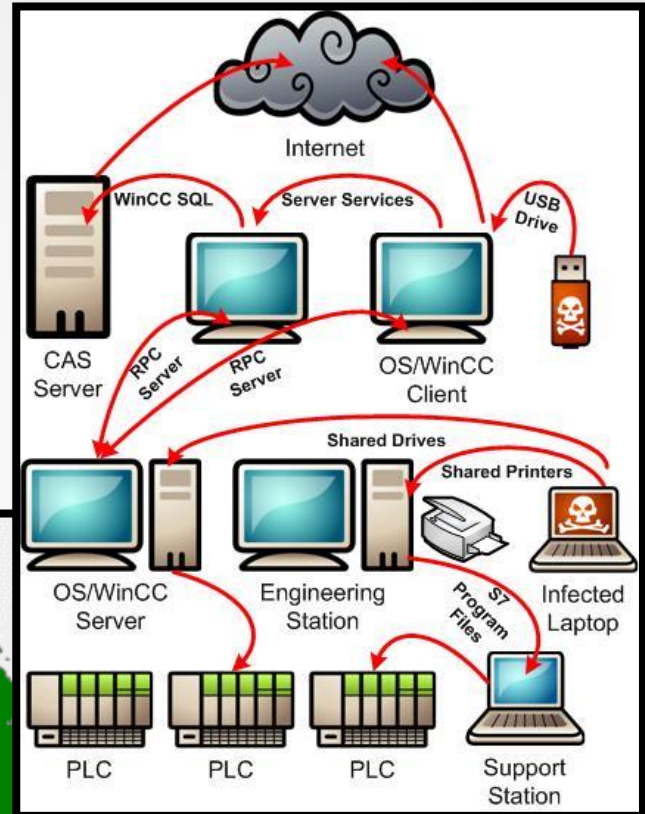 Internet
WinCC SQL
Server Services
USB
Drive
CAS
Server
RPC
Server
RPC
Server
OS/WinCC
Client
Shared Drives
Shared Printers
OS/WinCC
Server
Engineering
Station
S7
Program
Files
Infected
Laptop
PLC
PLC
PLC
Support
Station